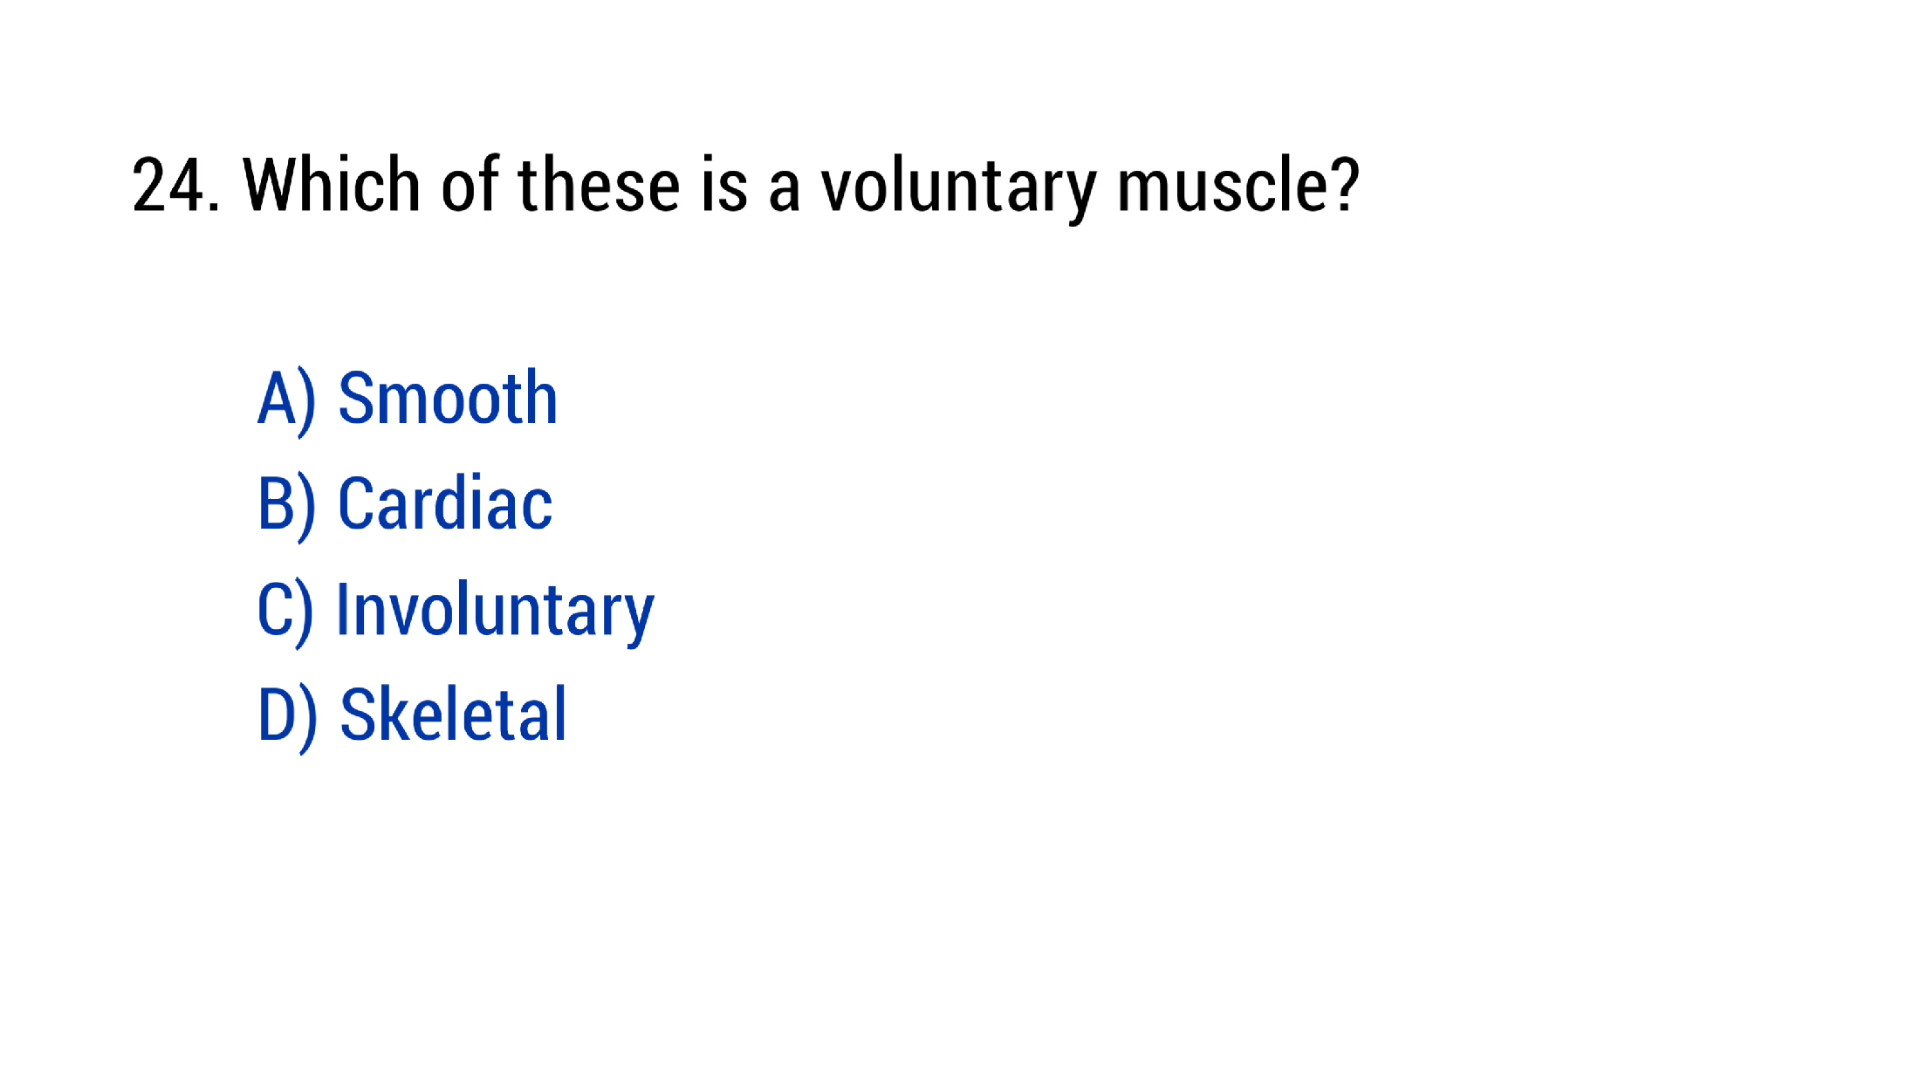 24. Which of these is a voluntary muscle?
A) Smooth
B) Cardiac
C) Involuntary
D) Skeletal